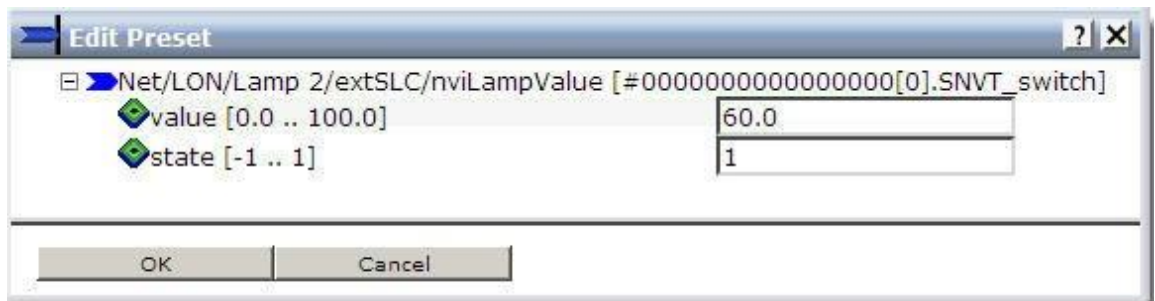 Edit Preset ? X
Net/LON/Lamp 2/extSLC/nviLampValue [#0000000000000000[0].SNVT_switch]
value [0.0 .. 100.0] 60.0
state [-1 .. 1] 1
OK Cancel